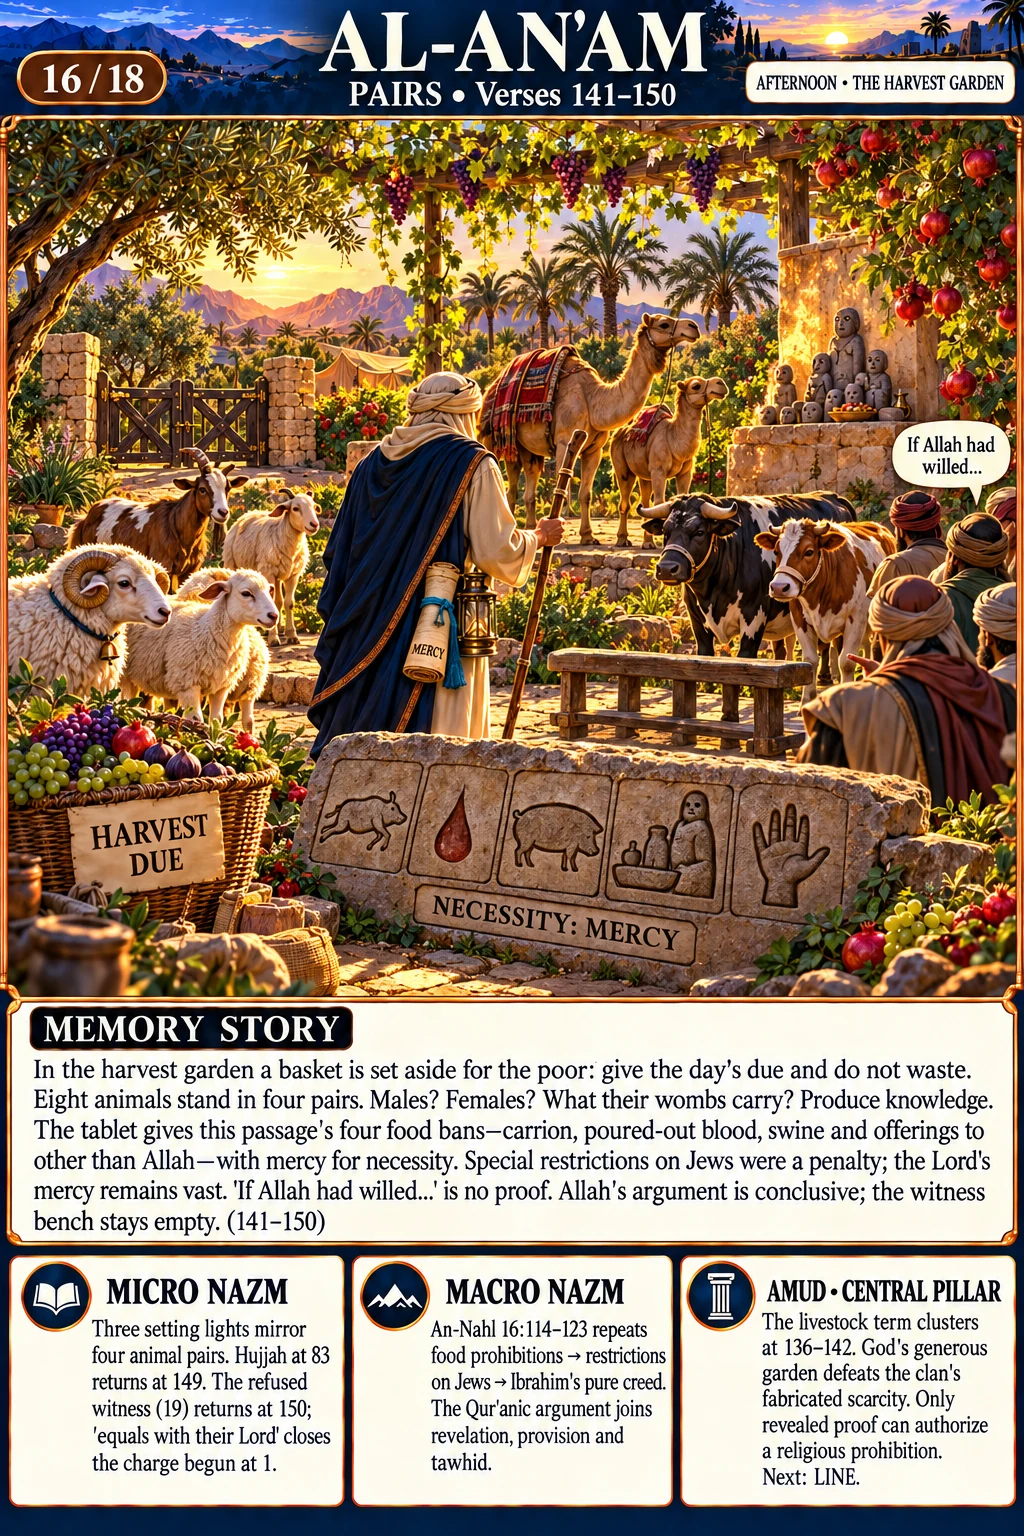 AL-AN'AM
16/18
PAIRS • Verses 141–150
AFTERNOON • THE HARVEST GARDEN
If Allah had
willed...
MERCY
HARVEST
DUE
NECESSITY: MERCY
MEMORY STORY
In the harvest garden a basket is set aside for the poor: give the day's due and do not waste.
Eight animals stand in four pairs. Males? Females? What their wombs carry? Produce knowledge.
The tablet gives this passage's four food bans—carrion, poured-out blood, swine and offerings to
other than Allah—with mercy for necessity. Special restrictions on Jews were a penalty; the Lord's
mercy remains vast. 'If Allah had willed...' is no proof. Allah's argument is conclusive; the witness
bench stays empty. (141–150)
MICRO NAZM
Three setting lights mirror
four animal pairs. Hujjah at 83
returns at 149. The refused
witness (19) returns at 150;
'equals with their Lord' closes
the charge begun at 1.
MACRO NAZM
An-Nahl 16:114–123 repeats
food prohibitions → restrictions
on Jews → Ibrahim's pure creed.
The Qur'anic argument joins
revelation, provision and
tawhid.
AMUD • CENTRAL PILLAR
The livestock term clusters
at 136–142. God's generous
garden defeats the clan's
fabricated scarcity. Only
revealed proof can authorize
a religious prohibition.
Next: LINE.